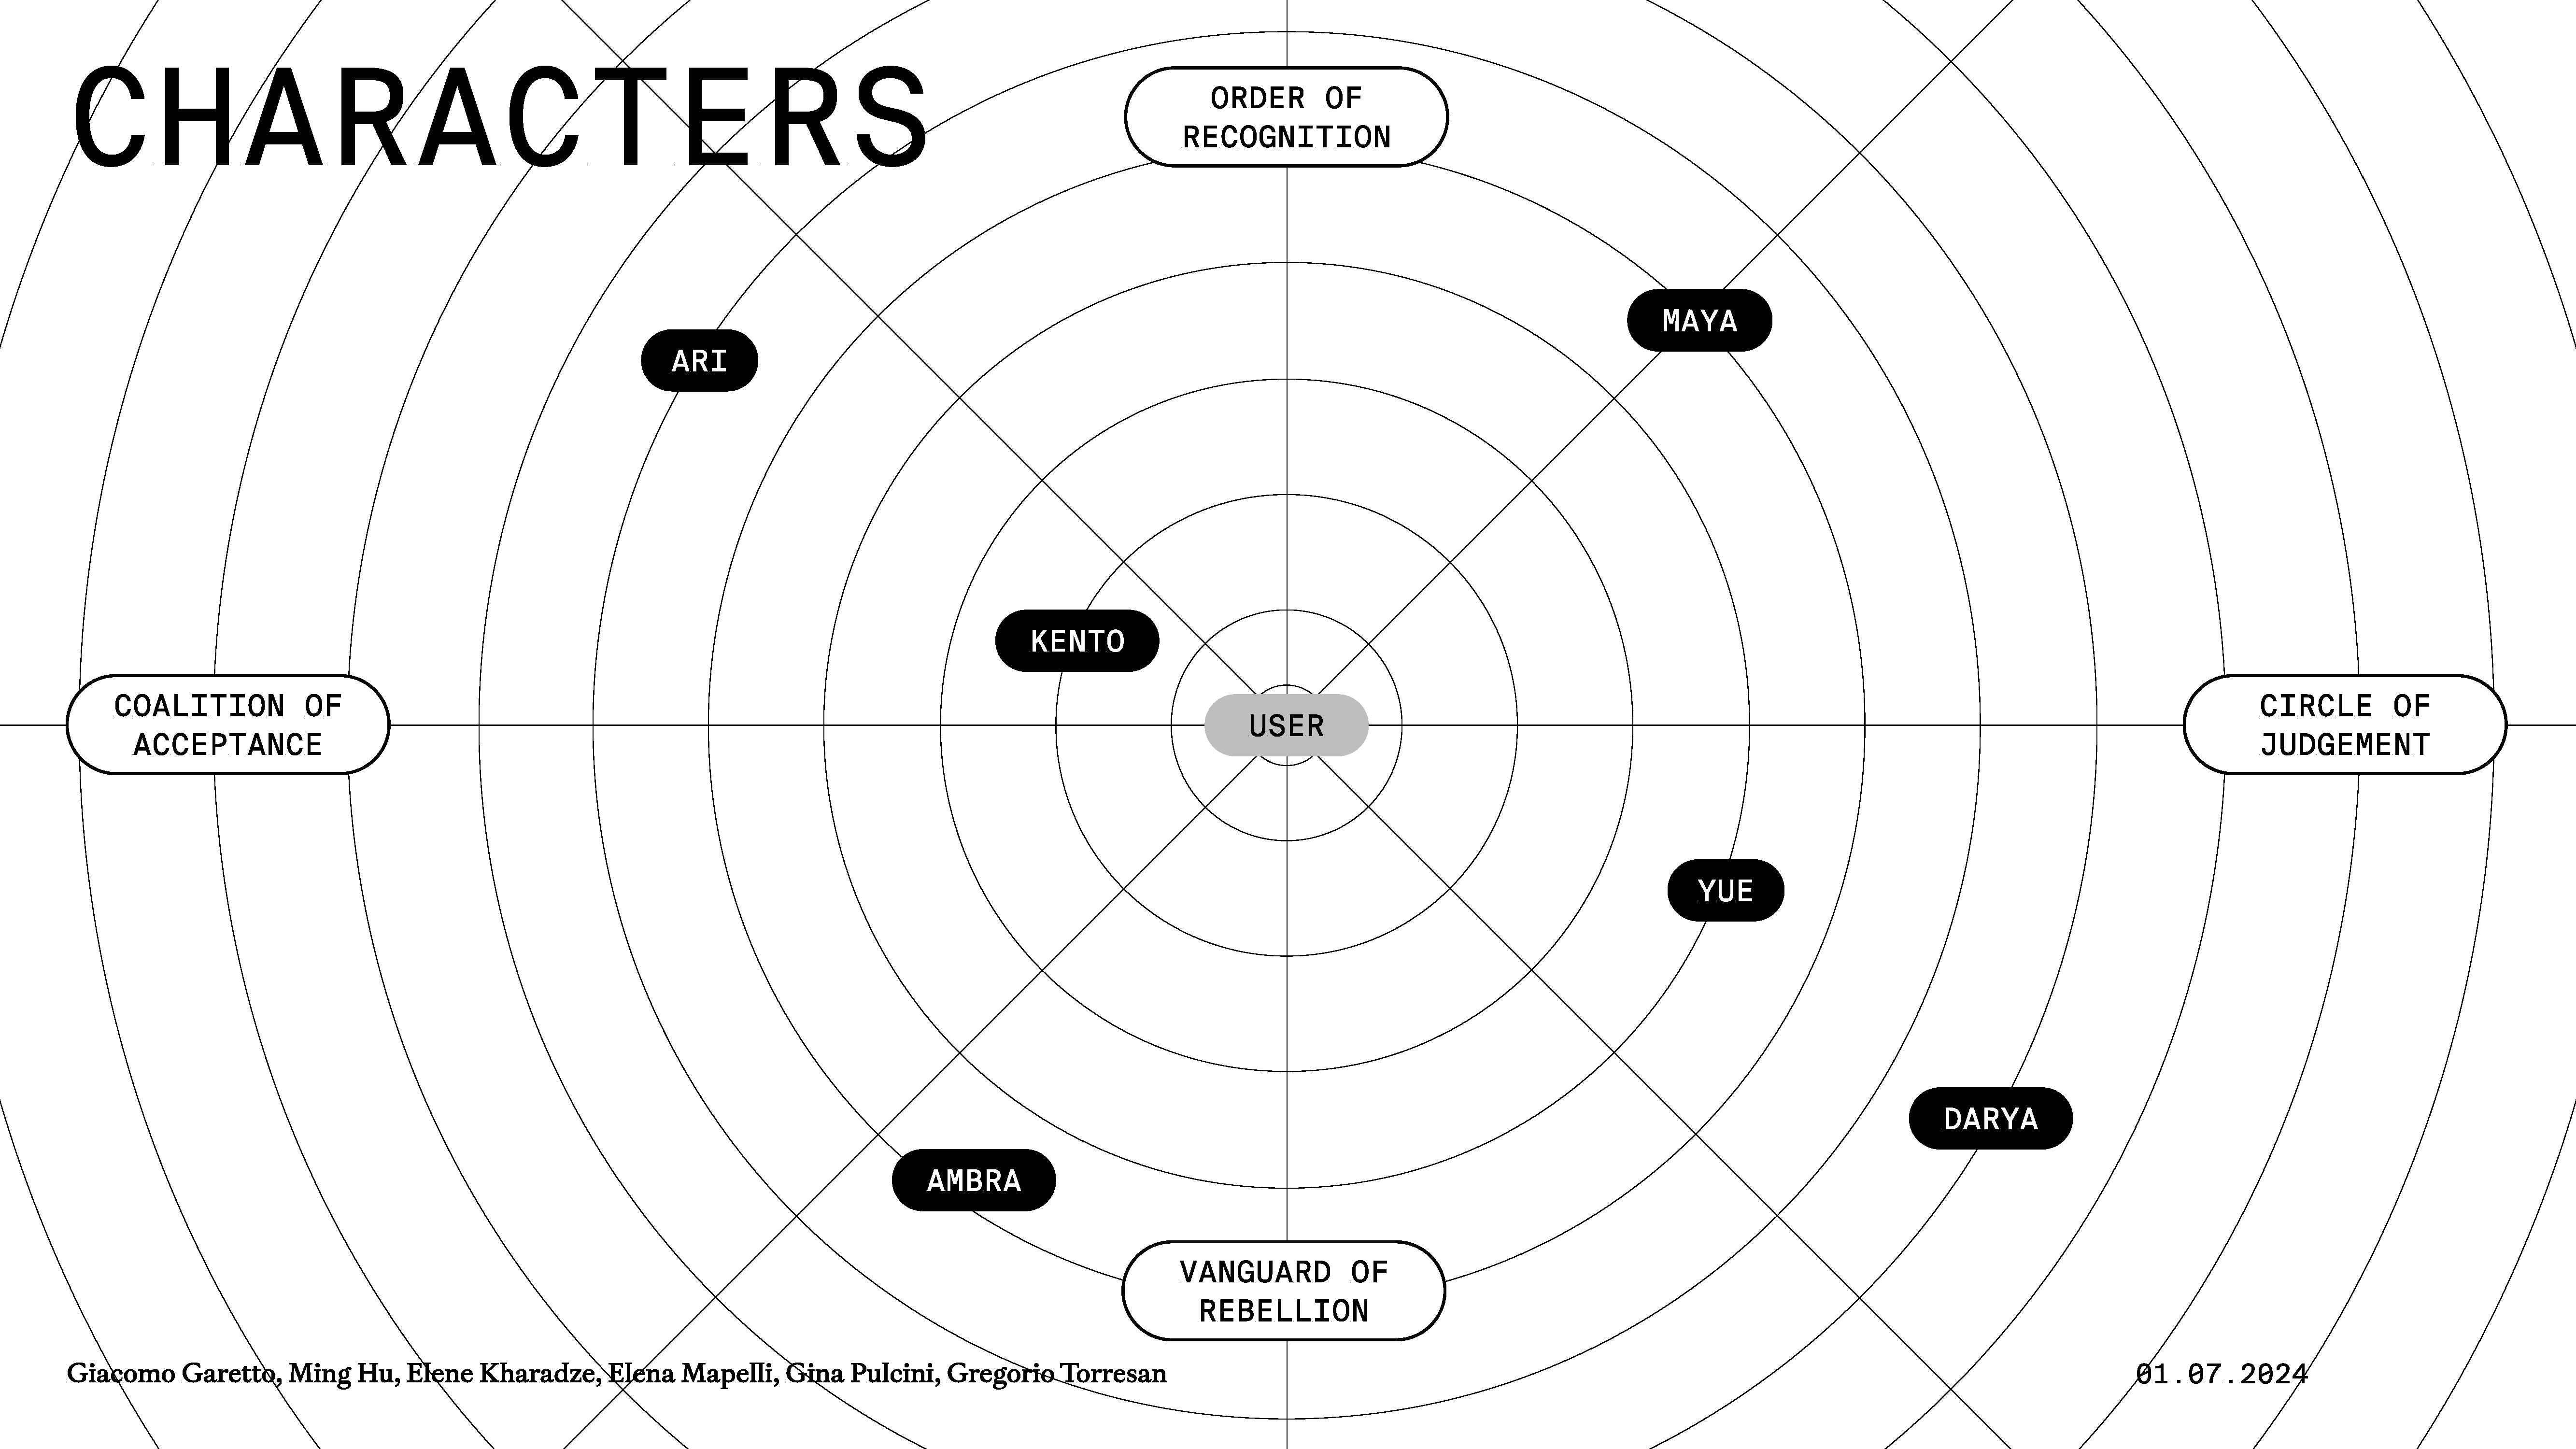 CHARACTERS
ORDER OF
RECOGNITION
MAYA
ARI
KENTO
COALITION OF
ACCEPTANCE
USER
CIRCLE OF
JUDGEMENT
YUE
DARYA
AMBRA
VANGUARD OF
REBELLION
Giacomo Garetto, Ming Hu, Elene Kharadze, Elena Mapelli, Gina Pulcini, Gregorio Torresan
01.07.2024